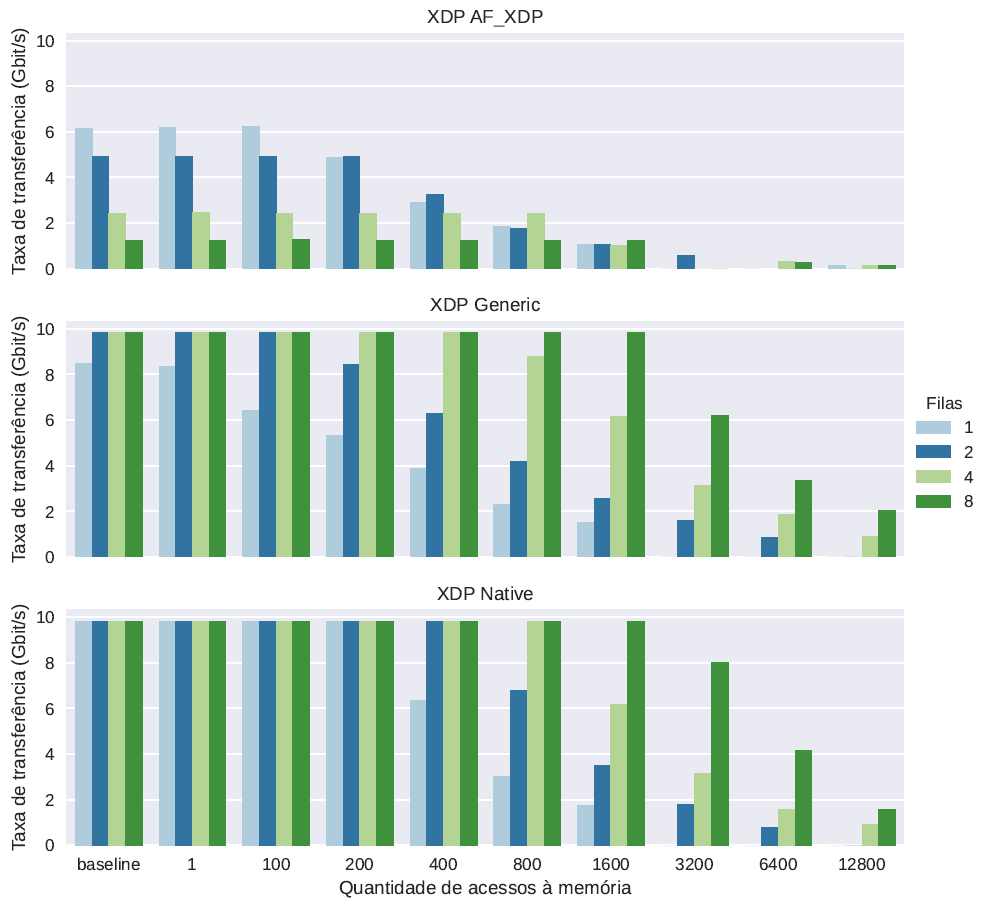 XDP AF_XDP
Taxa de transferência (Gbit/s)
10
8
6
4
2
0
XDP Generic
Taxa de transferência (Gbit/s)
10
8
6
4
2
0
Filas
1
2
4
8
XDP Native
Taxa de transferência (Gbit/s)
10
8
6
4
2
0
baseline 1 100 200 400 800 1600 3200 6400 12800
Quantidade de acessos à memória